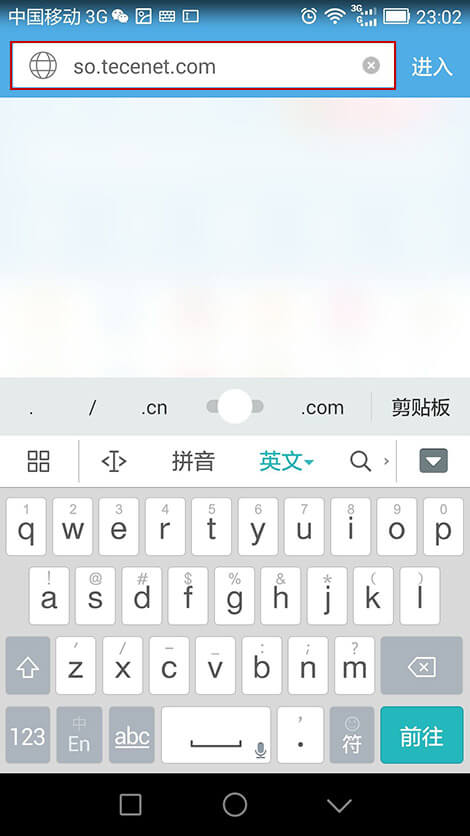 中国移动 3G 3G G 23:02
so.tecenet.com 进入
. / .cn .com 剪贴板
拼音 英文
1 2 3 4 5 6 7 8 9 0
q w e r t y u i o p
! @ # $ % & * ( )
a s d f g h j k l
' / - _ : ; ?
z x c v b n m
123 中 En abc , . 符 前往